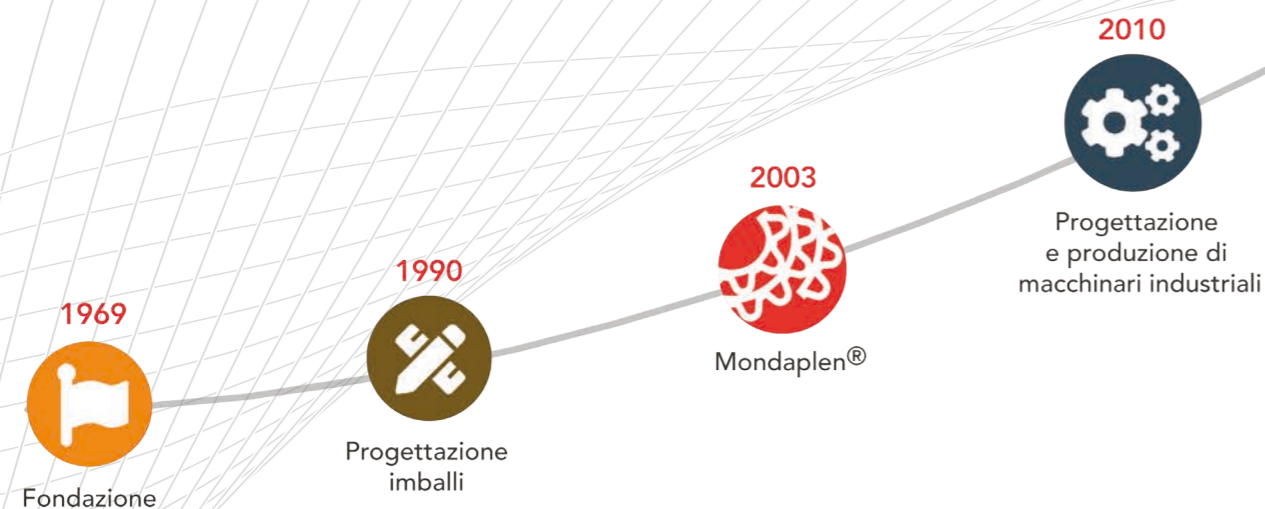 1969
Fondazione
1990
Progettazione
imballi
2003
Mondaplen®
2010
Progettazione
e produzione di
macchinari industriali